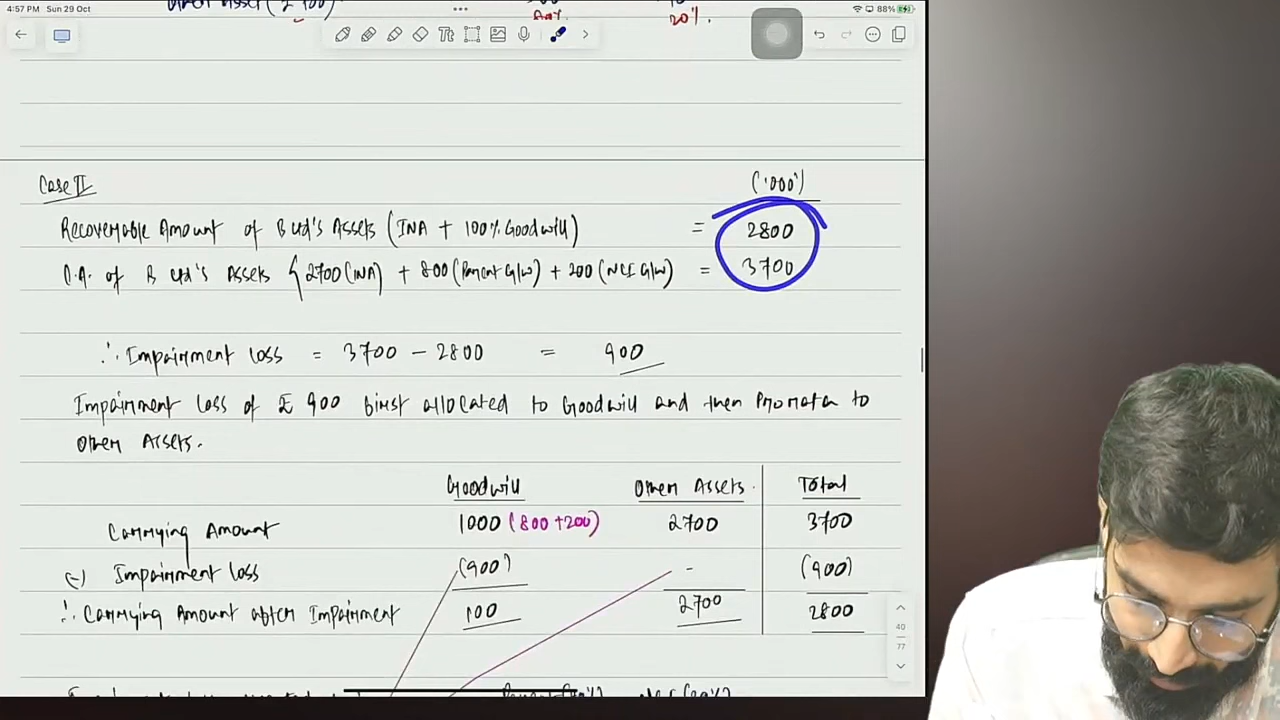 4:57 PM Sun 29 Oct
88%
20%.
Case II
('000')
Recoverable Amount of B Ltd's Assets (INA + 100% Goodwill) = 2800
C.A. of B Ltd's Assets {2700 (INA) + 800 (Parent G/w) + 200 (NCI G/w) = 3700
∴ Impairment loss = 3700 - 2800 = 900
Impairment loss of ₹ 900 first allocated to Goodwill and then Prorata to
Other Assets.
Goodwill Other Assets Total
Carrying Amount 1000 (800 + 200) 2700 3700
(-) Impairment loss (900) - (900)
∴ Carrying Amount after Impairment 100 2700 2800
40
77